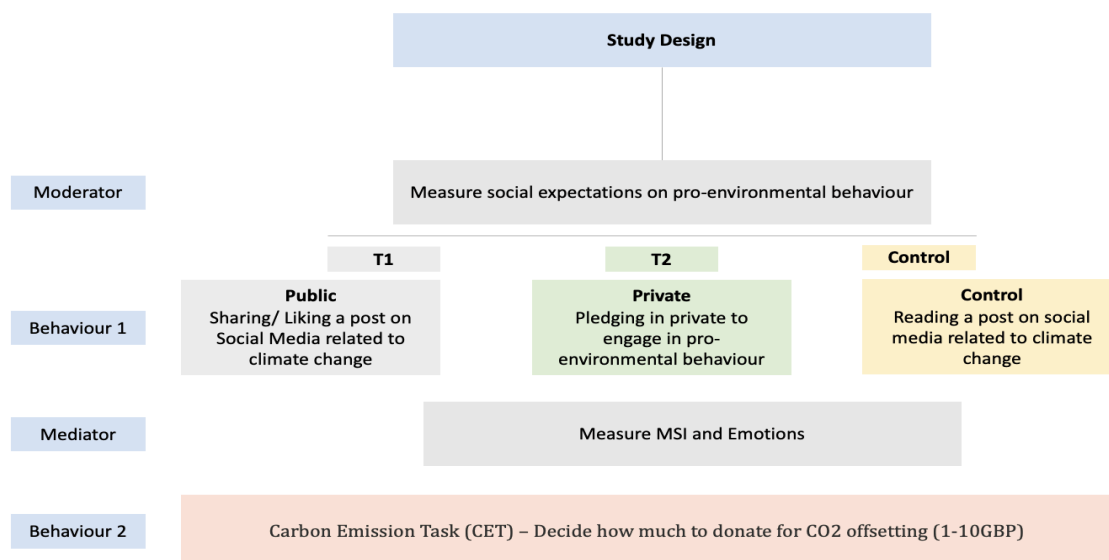 Study Design
Moderator
Measure social expectations on pro-environmental behaviour
T1
T2
Control
Behaviour 1
Public
Sharing/ Liking a post on
Social Media related to
climate change
Private
Pledging in private to
engage in pro-
environmental behaviour
Control
Reading a post on social
media related to climate
change
Mediator
Measure MSI and Emotions
Behaviour 2
Carbon Emission Task (CET) – Decide how much to donate for CO2 offsetting (1-10GBP)